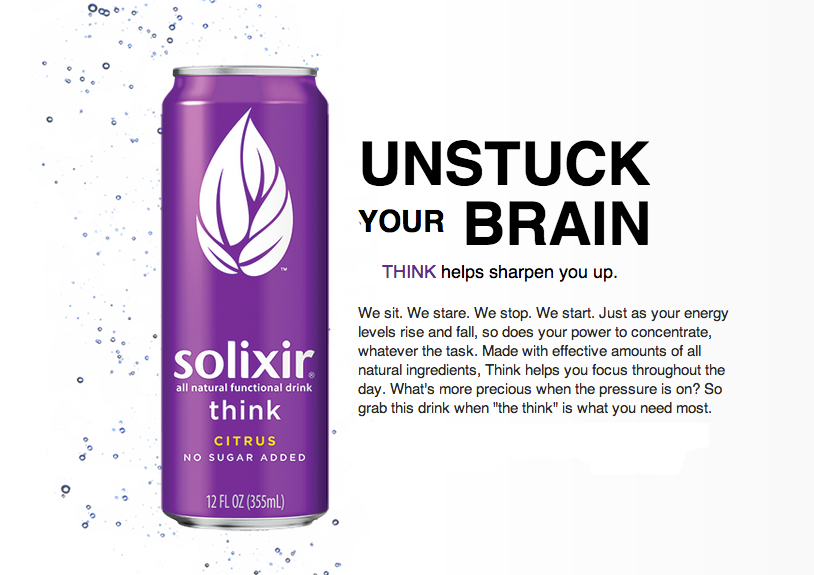 solixir®
all natural functional drink
think
CITRUS
NO SUGAR ADDED
12 FL OZ (355mL)
™
UNSTUCK
YOUR BRAIN
THINK helps sharpen you up.
We sit. We stare. We stop. We start. Just as your energy
levels rise and fall, so does your power to concentrate,
whatever the task. Made with effective amounts of all
natural ingredients, Think helps you focus throughout the
day. What's more precious when the pressure is on? So
grab this drink when "the think" is what you need most.